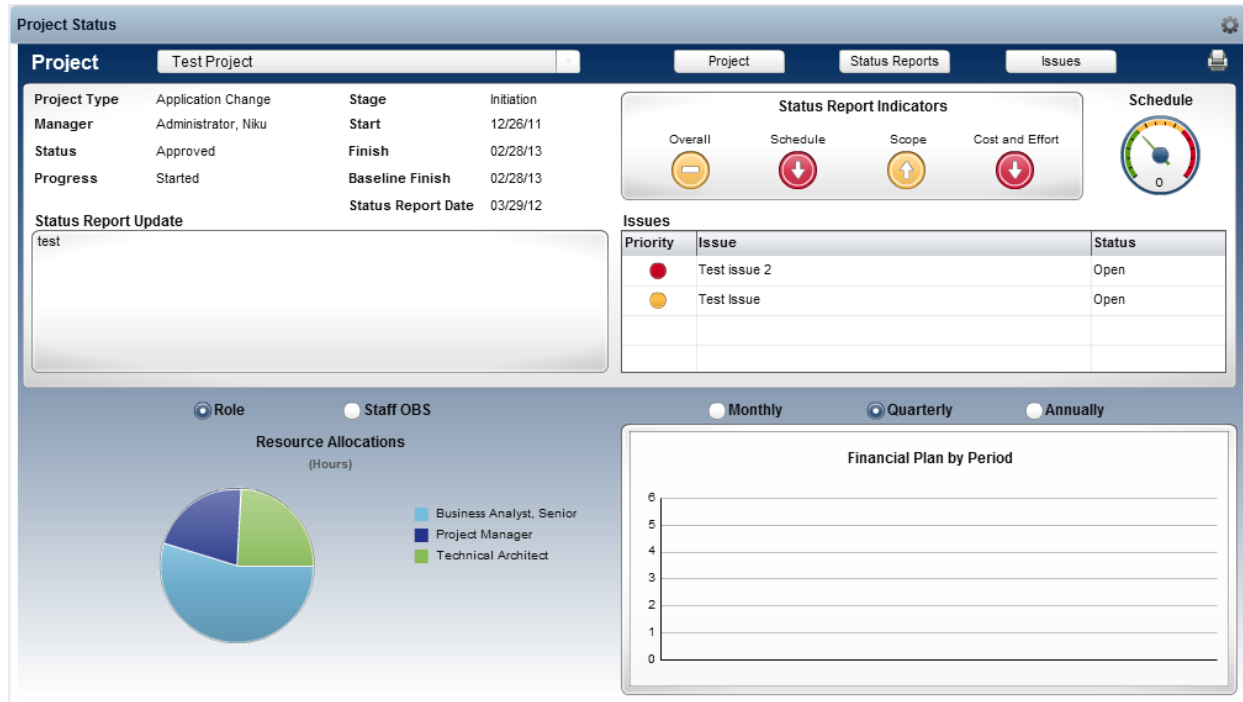 Project Status
Project Test Project Project Status Reports Issues
Project Type Application Change Stage Initiation
Manager Administrator, Niku Start 12/26/11
Status Approved Finish 02/28/13
Progress Started Baseline Finish 02/28/13
Status Report Date 03/29/12
Status Report Indicators
Overall Schedule Scope Cost and Effort
Schedule
0
Status Report Update
test
Issues
Priority Issue Status
Test issue 2 Open
Test Issue Open
Role Staff OBS
Resource Allocations
(Hours)
Business Analyst, Senior
Project Manager
Technical Architect
Monthly Quarterly Annually
Financial Plan by Period
6
5
4
3
2
1
0